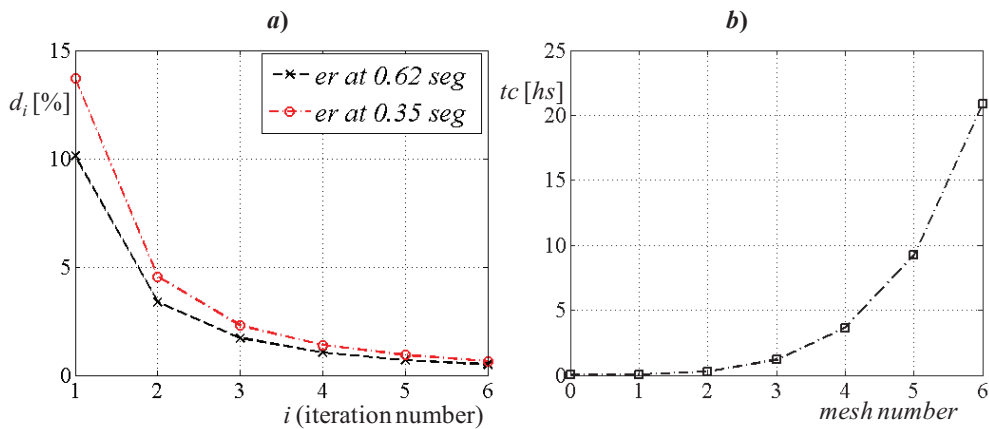 a)
15
10
5
0
d_i [%]
er at 0.62 seg
er at 0.35 seg
1 2 3 4 5 6
i (iteration number)
b)
25
20
15
10
5
0
tc [hs]
0 1 2 3 4 5 6
mesh number